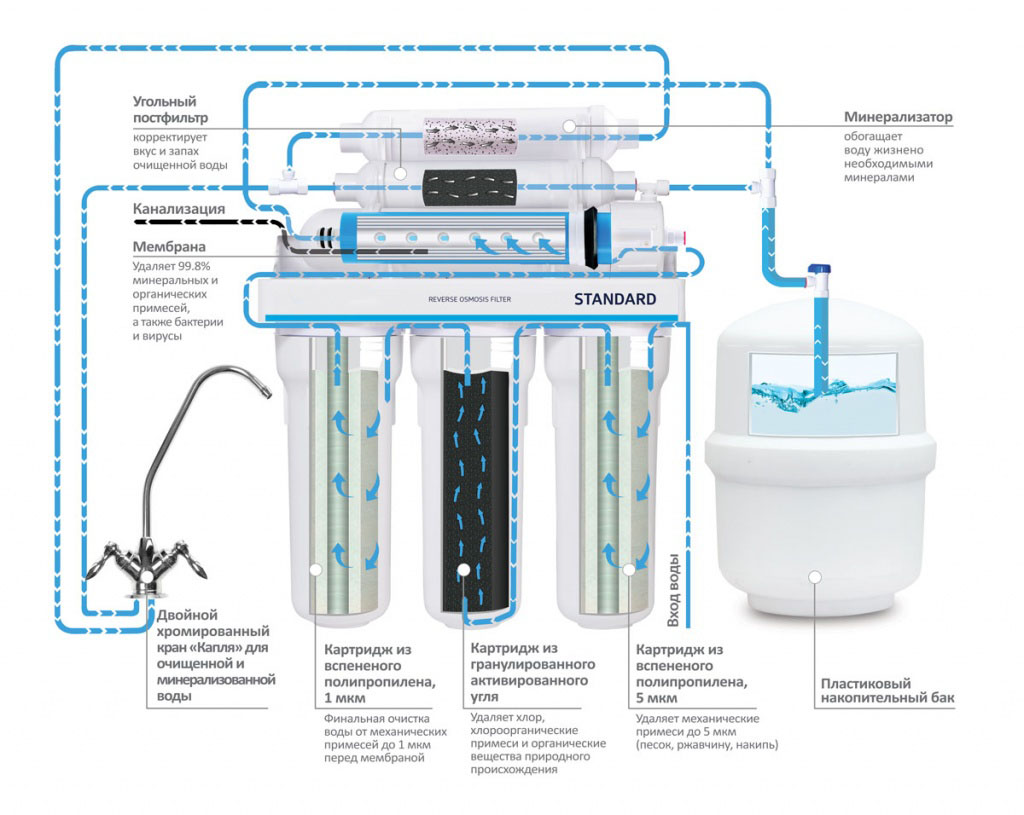 Угольный
постфильтр
корректирует
вкус и запах
очищенной воды
Минерализатор
обогащает
воду жизнено
необходимыми
минералами
Канализация
Мембрана
Удаляет 99.8%
минеральных и
органических
примесей,
а также бактерии
и вирусы
REVERSE OSMOSIS FILTER
STANDARD
Вход воды
Двойной
хромированный
кран «Капля» для
очищенной и
минерализованной
воды
Картридж из
вспененого
полипропилена,
1 мкм
Финальная очистка
воды от механических
примесей до 1 мкм
перед мембраной
Картридж из
гранулированного
активированного
угля
Удаляет хлор,
хлороорганические
примеси и органические
вещества природного
происхождения
Картридж из
вспененого
полипропилена,
5 мкм
Удаляет механические
примеси до 5 мкм
(песок, ржавчину, накипь)
Пластиковый
накопительный бак